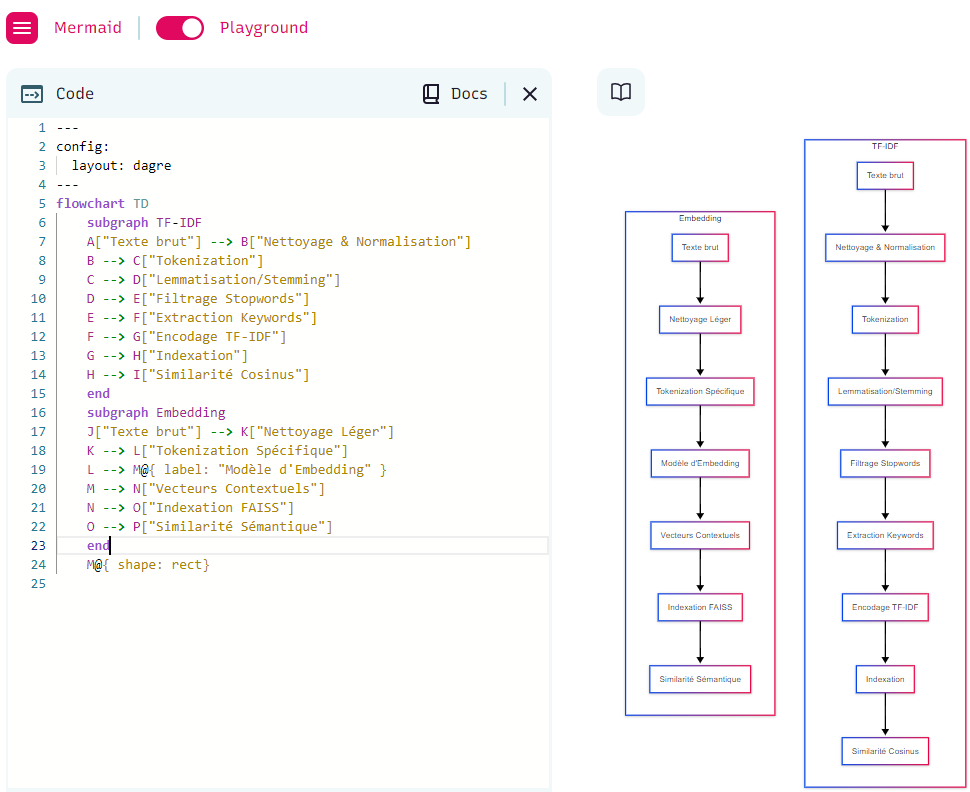 Mermaid
Playground
Code
Docs
1 ---
2 config:
3 layout: dagre
4 ---
5 flowchart TD
6 subgraph TF-IDF
7 A["Texte brut"] --> B["Nettoyage & Normalisation"]
8 B --> C["Tokenization"]
9 C --> D["Lemmatisation/Stemming"]
10 D --> E["Filtrage Stopwords"]
11 E --> F["Extraction Keywords"]
12 F --> G["Encodage TF-IDF"]
13 G --> H["Indexation"]
14 H --> I["Similarité Cosinus"]
15 end
16 subgraph Embedding
17 J["Texte brut"] --> K["Nettoyage Léger"]
18 K --> L["Tokenization Spécifique"]
19 L --> M@{ label: "Modèle d'Embedding" }
20 M --> N["Vecteurs Contextuels"]
21 N --> O["Indexation FAISS"]
22 O --> P["Similarité Sémantique"]
23 end
24 M@{ shape: rect}
25
Embedding
Texte brut
Nettoyage Léger
Tokenization Spécifique
Modèle d'Embedding
Vecteurs Contextuels
Indexation FAISS
Similarité Sémantique
TF-IDF
Texte brut
Nettoyage & Normalisation
Tokenization
Lemmatisation/Stemming
Filtrage Stopwords
Extraction Keywords
Encodage TF-IDF
Indexation
Similarité Cosinus